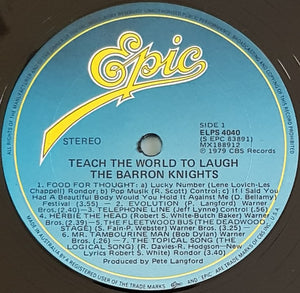 Epic
STEREO
SIDE 1
ELPS 4040
(S EPC 83891)
MX188912
℗ 1979 CBS Records
TEACH THE WORLD TO LAUGH
THE BARRON KNIGHTS
1. FOOD FOR THOUGHT: a) Lucky Number (Lene Lovich-Les
Chappell) Rondor; b) Pop Musik (R. Scott) Control; c) If I Said You
Had A Beautiful Body Would You Hold It Against Me (D. Bellamy)
Festival) — 2. EVOLUTION (P. Langford) Warner
Bros.(2.40)— 3.TELEPHONE LINE (Jeff Lynne) Control (3.56)
4. HERBIE THE HEAD (Robert S. White-Butch Baker) Warner
Bros.(2.39)—5.THE FLEETWOOD BUS (THE DEADWOOD
STAGE) (S. Fain-P. Webster) Warner Bros. (3.25) —
6. MR. TAMBOURINE MAN (Bob Dylan) Warner Bros.
(2.26) — 7. THE TOPICAL SONG (THE
LOGICAL SONG) (R. Davies-R. Hodgson-New
Lyrics Robert S. White) Rondor (3.30)
Produced by Pete Langford